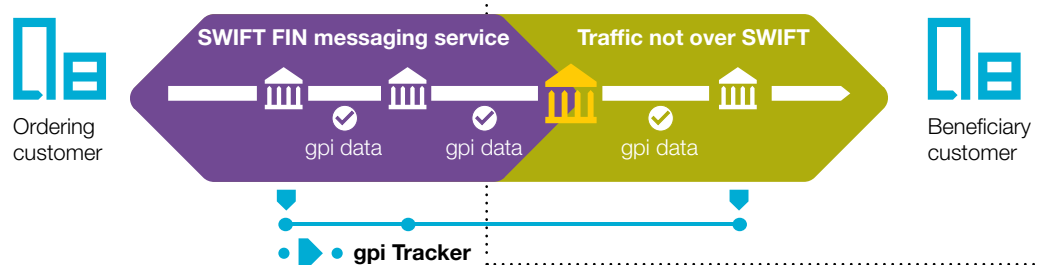 SWIFT FIN messaging service
Traffic not over SWIFT
Ordering
customer
gpi data
gpi data
gpi data
Beneficiary
customer
gpi Tracker